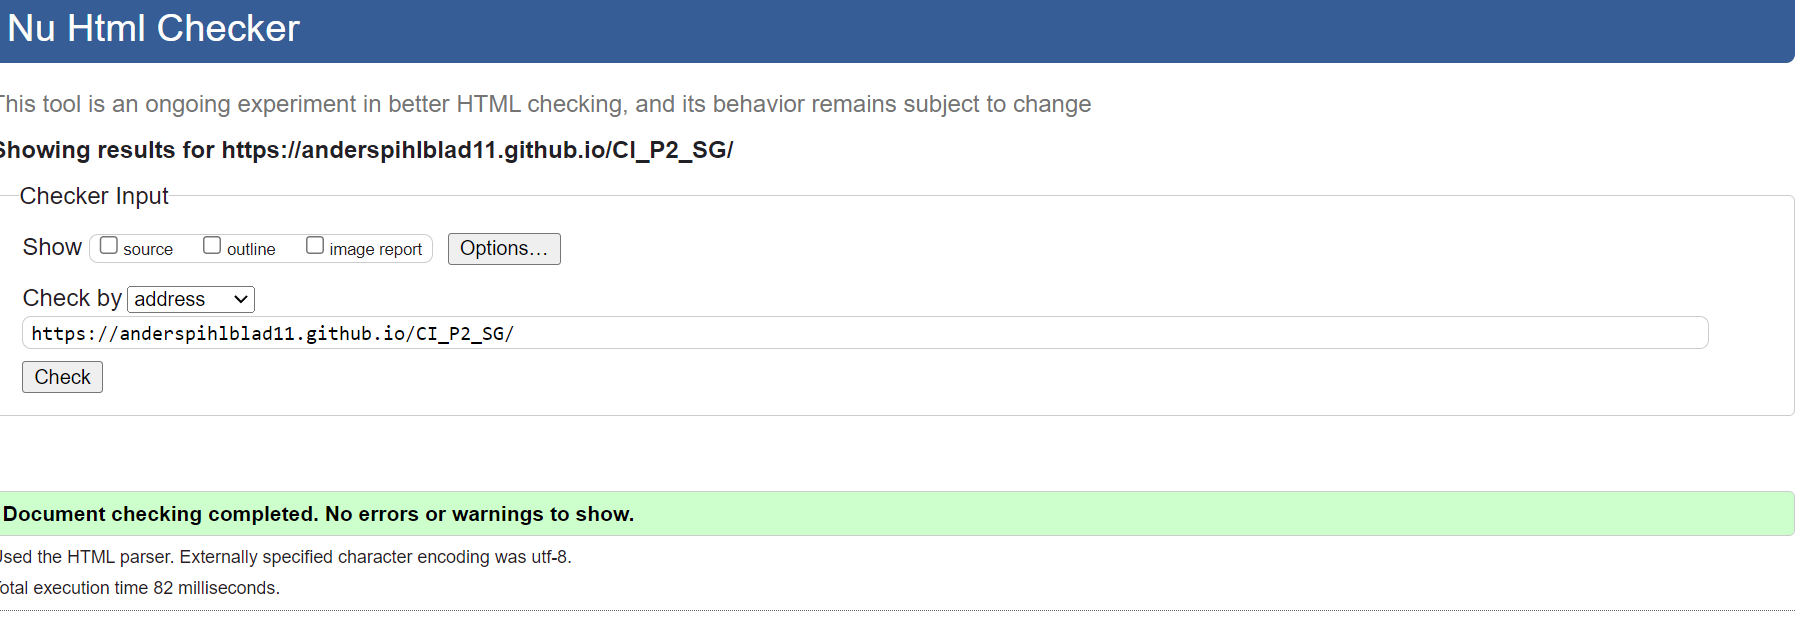 Nu Html Checker
This tool is an ongoing experiment in better HTML checking, and its behavior remains subject to change
Showing results for https://anderspihlblad11.github.io/CI_P2_SG/
Checker Input
Show source outline image report Options...
Check by address
https://anderspihlblad11.github.io/CI_P2_SG/
Check
Document checking completed. No errors or warnings to show.
Used the HTML parser. Externally specified character encoding was utf-8.
Total execution time 82 milliseconds.